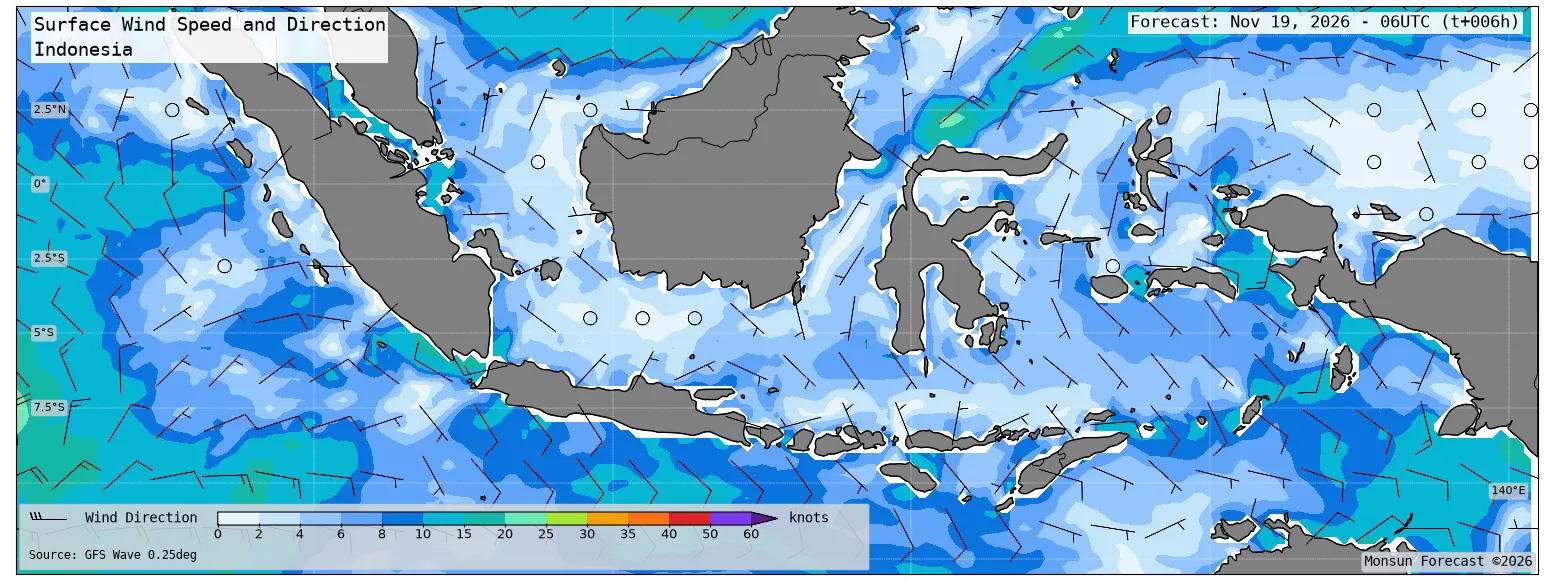 Surface Wind Speed and Direction
Indonesia
Forecast: Nov 19, 2026 - 06UTC (t+006h)
2.5°N
0°
2.5°S
5°S
7.5°S
140°E
Wind Direction
0 2 4 6 8 10 15 20 25 30 35 40 50 60
knots
Source: GFS Wave 0.25deg
Monsun Forecast ©2026